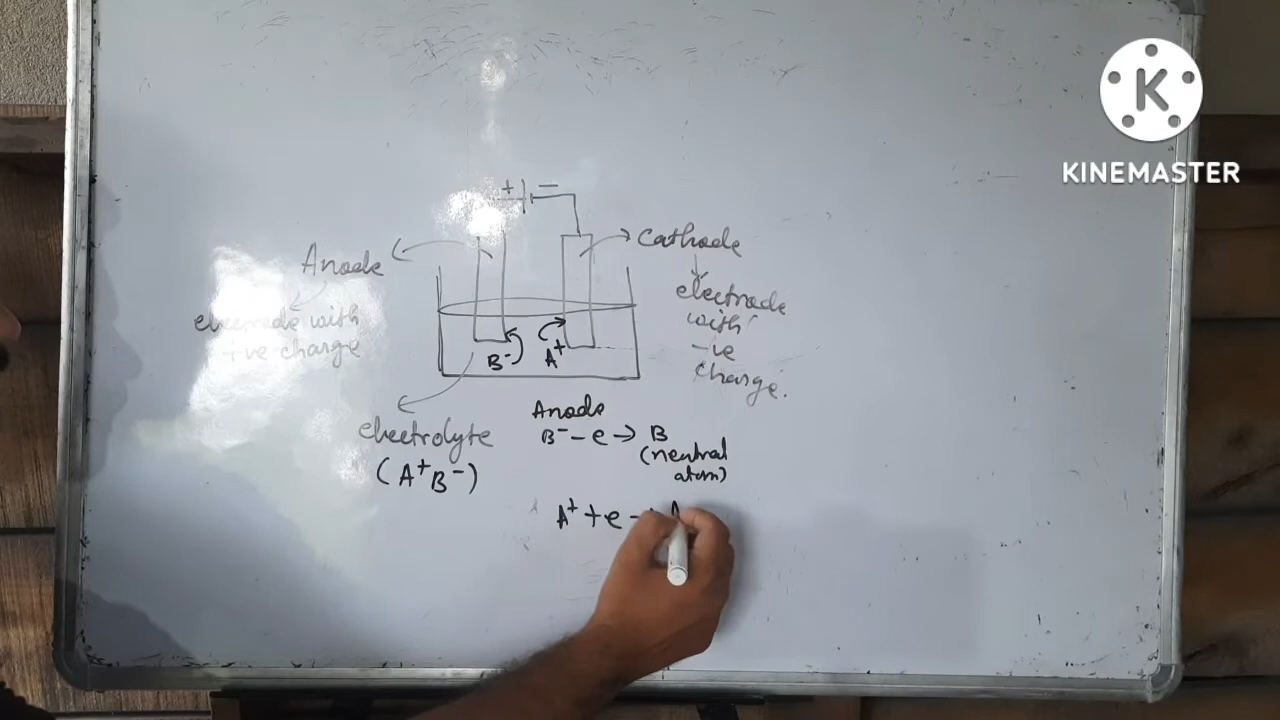 K
KINEMASTER
+ −
Anode
Cathode
electrode with
+ve charge
electrode
with
-ve
charge.
B⁻
A⁺
electrolyte
(A⁺B⁻)
Anode
B⁻ − e → B
(neutral
atom)
A⁺ + e → A